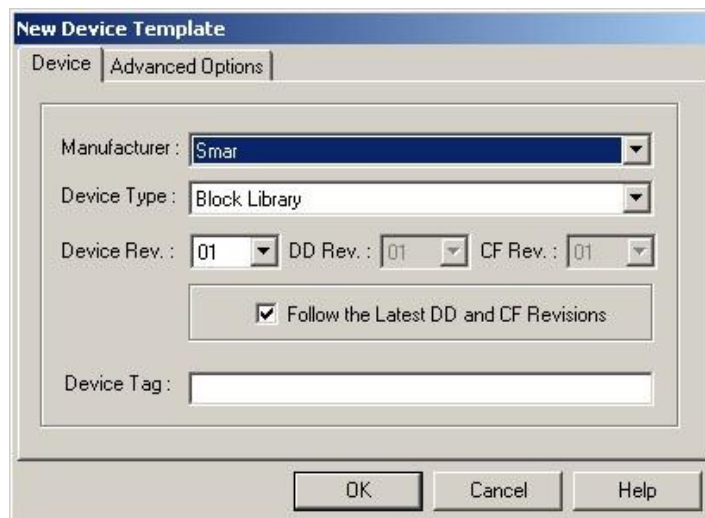 New Device Template
Device Advanced Options
Manufacturer : Smar
Device Type : Block Library
Device Rev. : 01 DD Rev. : 01 CF Rev. : 01
Follow the Latest DD and CF Revisions
Device Tag :
OK Cancel Help